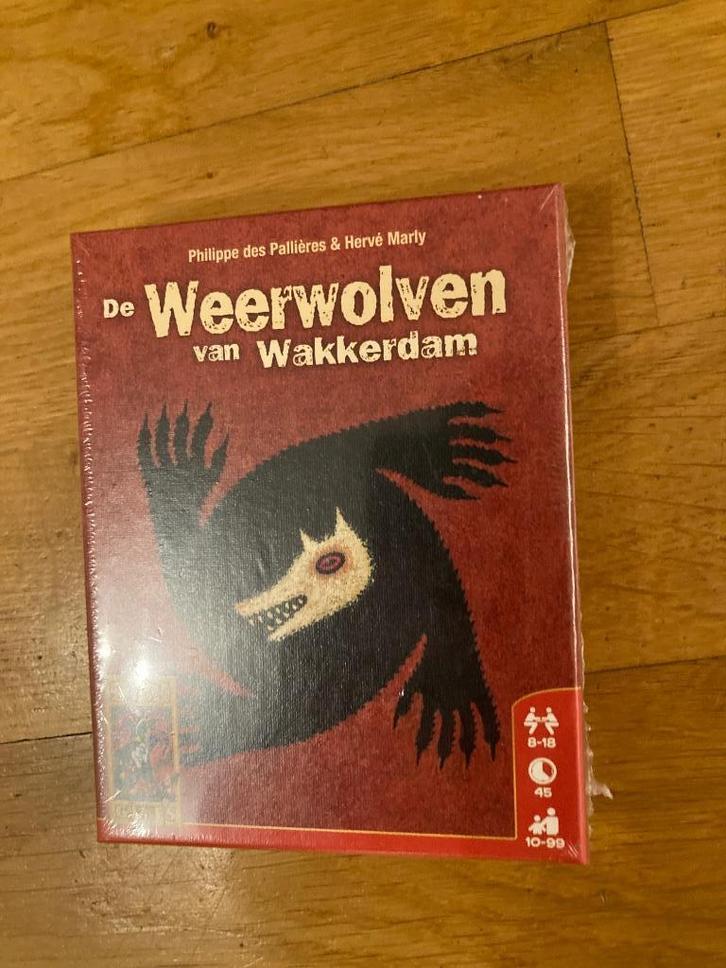 Philippe des Pallières & Hervé Marly
De Weerwolven
van Wakkerdam
8-18
45
10-99